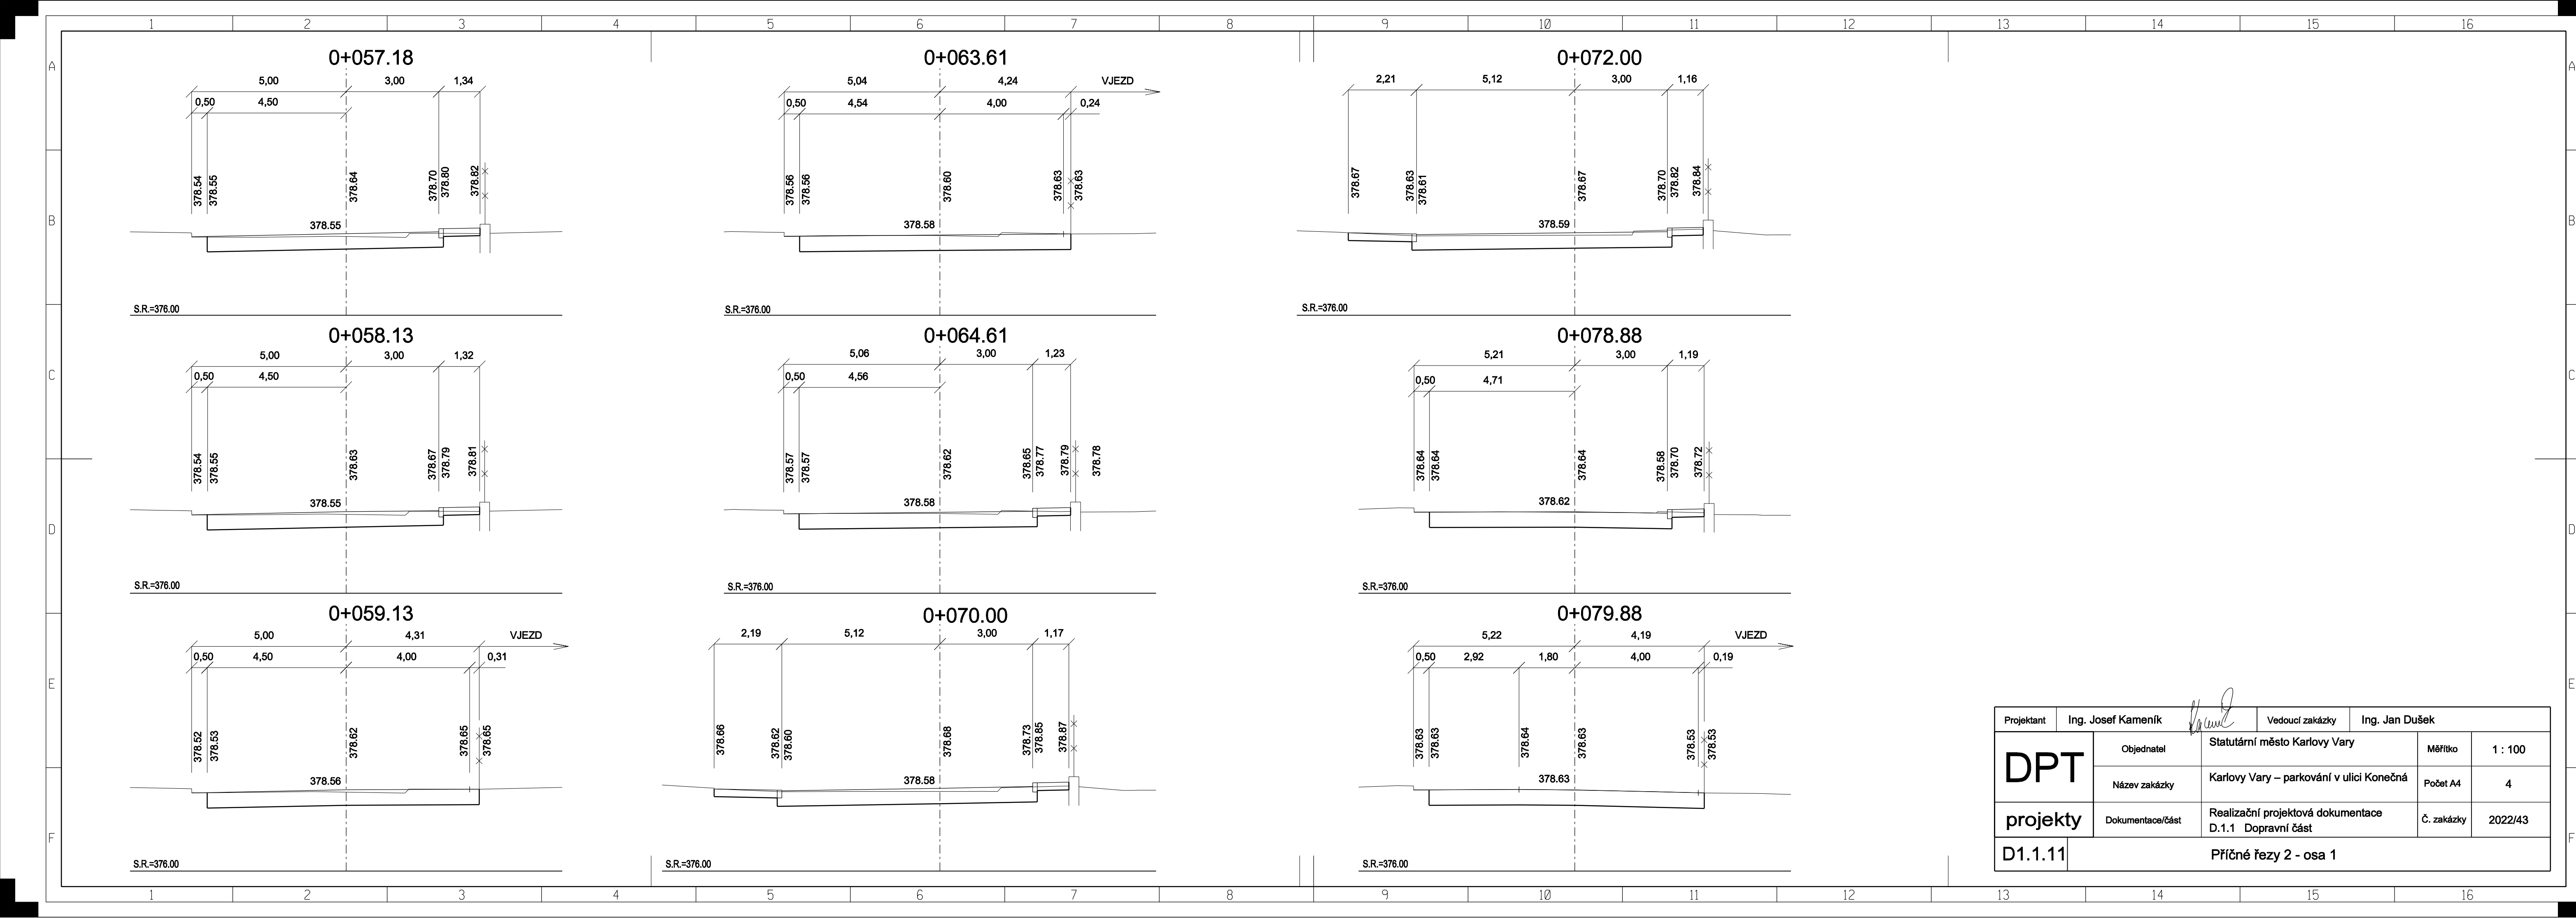 1 2 3 4 5 6 7 8 9 10 11 12 13 14 15 16
A A
B B
C C
D D
E E
F F
0+057.18
5,00 3,00 1,34
0,50 4,50
378.54 378.55 378.64 378.70 378.80 378.82
378.55
S.R.=376.00
0+058.13
5,00 3,00 1,32
0,50 4,50
378.54 378.55 378.63 378.67 378.79 378.81
378.55
S.R.=376.00
0+059.13
5,00 4,31 VJEZD
0,50 4,50 4,00 0,31
378.52 378.53 378.62 378.65 378.65
378.56
S.R.=376.00
0+063.61
5,04 4,24 VJEZD
0,50 4,54 4,00 0,24
378.56 378.56 378.60 378.63 378.63
378.58
S.R.=376.00
0+064.61
5,06 3,00 1,23
0,50 4,56
378.57 378.57 378.62 378.65 378.77 378.79 378.78
378.58
S.R.=376.00
0+070.00
2,19 5,12 3,00 1,17
378.66 378.62 378.60 378.68 378.73 378.85 378.87
378.58
S.R.=376.00
0+072.00
2,21 5,12 3,00 1,16
378.67 378.63 378.61 378.67 378.70 378.82 378.84
378.59
S.R.=376.00
0+078.88
5,21 3,00 1,19
0,50 4,71
378.64 378.64 378.64 378.58 378.70 378.72
378.62
S.R.=376.00
0+079.88
5,22 4,19 VJEZD
0,50 2,92 1,80 4,00 0,19
378.63 378.63 378.64 378.63 378.53 378.53
378.63
S.R.=376.00
Projektant Ing. Josef Kameník Vedoucí zakázky Ing. Jan Dušek
DPT
projekty
Objednatel Statutární město Karlovy Vary Měřítko 1 : 100
Název zakázky Karlovy Vary – parkování v ulici Konečná Počet A4 4
Dokumentace/část Realizační projektová dokumentace
D.1.1 Dopravní část
Č. zakázky 2022/43
D1.1.11 Příčné řezy 2 - osa 1
1 2 3 4 5 6 7 8 9 10 11 12 13 14 15 16